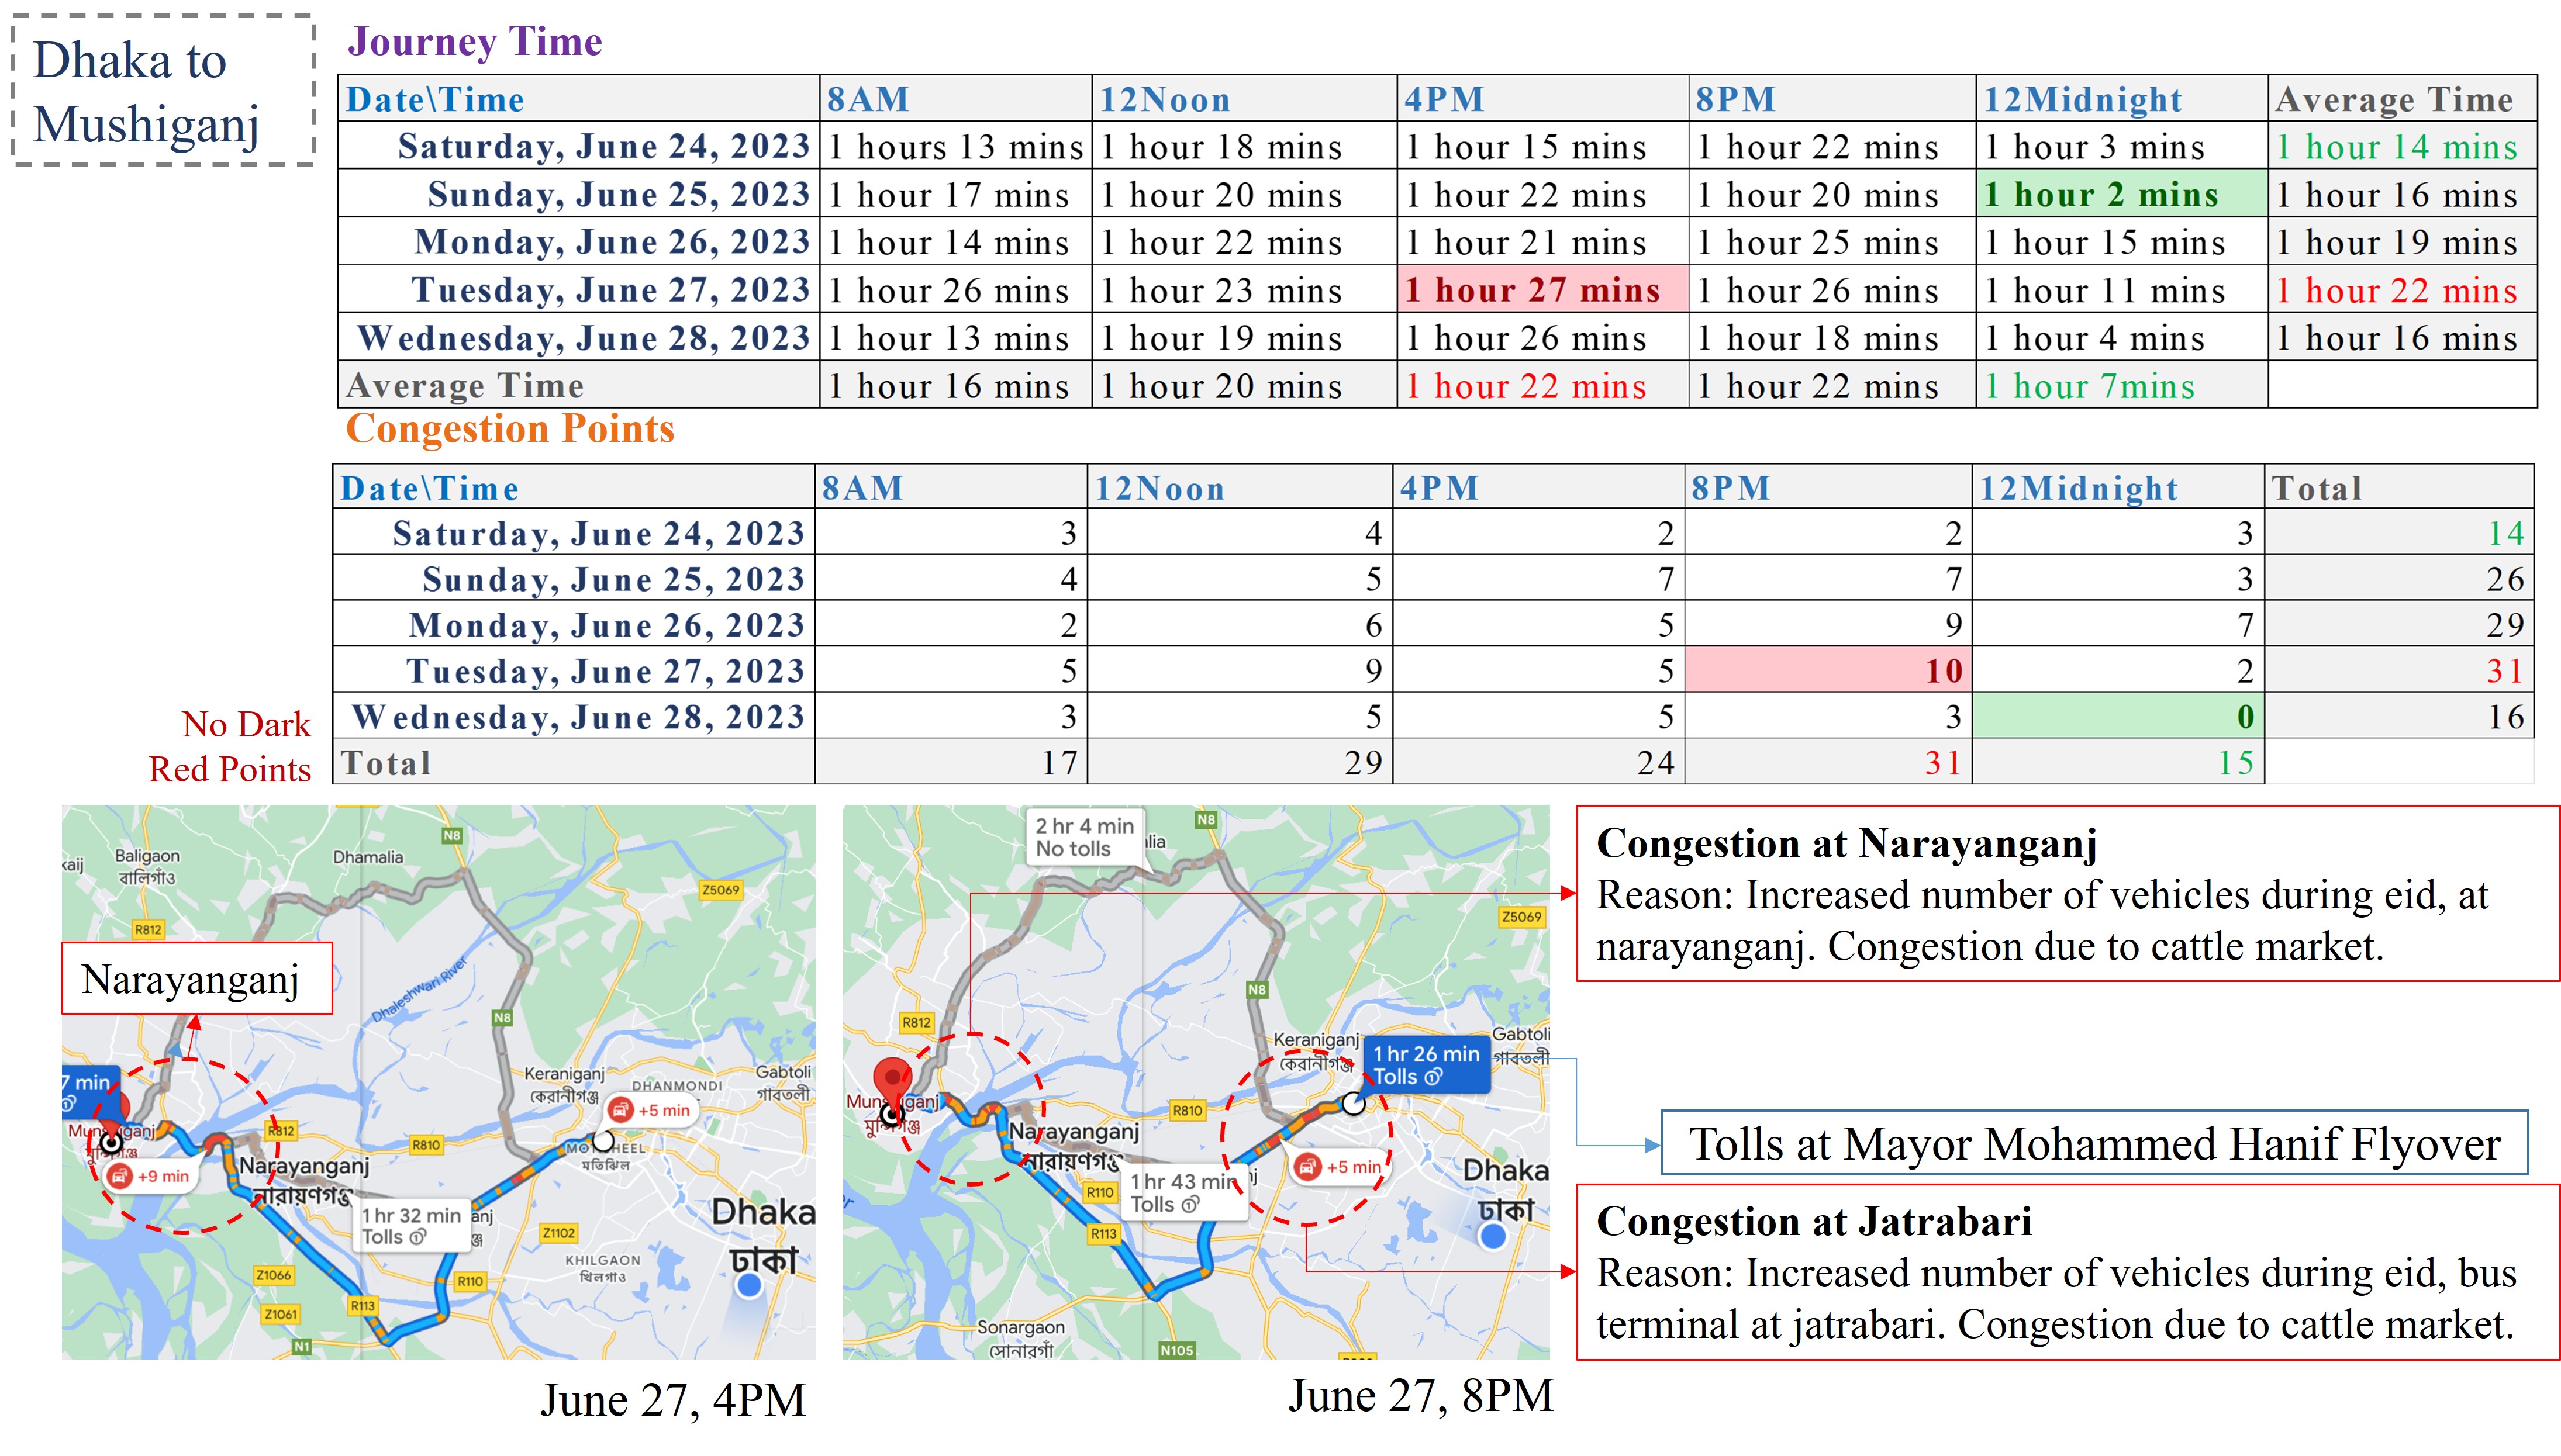 Dhaka to
Mushiganj
Journey Time
Date\Time 8AM 12Noon 4PM 8PM 12Midnight Average Time
Saturday, June 24, 2023 1 hours 13 mins 1 hour 18 mins 1 hour 15 mins 1 hour 22 mins 1 hour 3 mins 1 hour 14 mins
Sunday, June 25, 2023 1 hour 17 mins 1 hour 20 mins 1 hour 22 mins 1 hour 20 mins 1 hour 2 mins 1 hour 16 mins
Monday, June 26, 2023 1 hour 14 mins 1 hour 22 mins 1 hour 21 mins 1 hour 25 mins 1 hour 15 mins 1 hour 19 mins
Tuesday, June 27, 2023 1 hour 26 mins 1 hour 23 mins 1 hour 27 mins 1 hour 26 mins 1 hour 11 mins 1 hour 22 mins
Wednesday, June 28, 2023 1 hour 13 mins 1 hour 19 mins 1 hour 26 mins 1 hour 18 mins 1 hour 4 mins 1 hour 16 mins
Average Time 1 hour 16 mins 1 hour 20 mins 1 hour 22 mins 1 hour 22 mins 1 hour 7mins
Congestion Points
Date\Time 8AM 12Noon 4PM 8PM 12Midnight Total
Saturday, June 24, 2023 3 4 2 2 3 14
Sunday, June 25, 2023 4 5 7 7 3 26
Monday, June 26, 2023 2 6 5 9 7 29
Tuesday, June 27, 2023 5 9 5 10 2 31
Wednesday, June 28, 2023 3 5 5 3 0 16
Total 17 29 24 31 15
No Dark
Red Points
N8
Baligaon
বালিগাঁও
Dhamalia
kaij
Z5069
R812
Narayanganj
Dhaleshwari River
N8
Keraniganj
কেরানীগঞ্জ
DHANMONDI
Gabtoli
গাবতলী
+5 min
7 min
R812
R810
মতিঝিল
+9 min
Narayanganj
নারায়ণগঞ্জ
1 hr 32 min
Tolls
anj
Dhaka
ঢাকা
Z1102
KHILGAON
খিলগাও
Z1066
R110
R113
Z1061
N1
June 27, 4PM
2 hr 4 min
No tolls
lia
N8
Z5069
N8
R812
Keraniganj
কেরানীগঞ্জ
1 hr 26 min
Tolls
Gabtoli
গাবতলী
R810
Narayanganj
নারায়ণগঞ্জ
+5 min
1 hr 43 min
Tolls
R110
R113
Dhaka
ঢাকা
Sonargaon
সোনারগাঁ
N105
June 27, 8PM
Congestion at Narayanganj
Reason: Increased number of vehicles during eid, at
narayanganj. Congestion due to cattle market.
Tolls at Mayor Mohammed Hanif Flyover
Congestion at Jatrabari
Reason: Increased number of vehicles during eid, bus
terminal at jatrabari. Congestion due to cattle market.